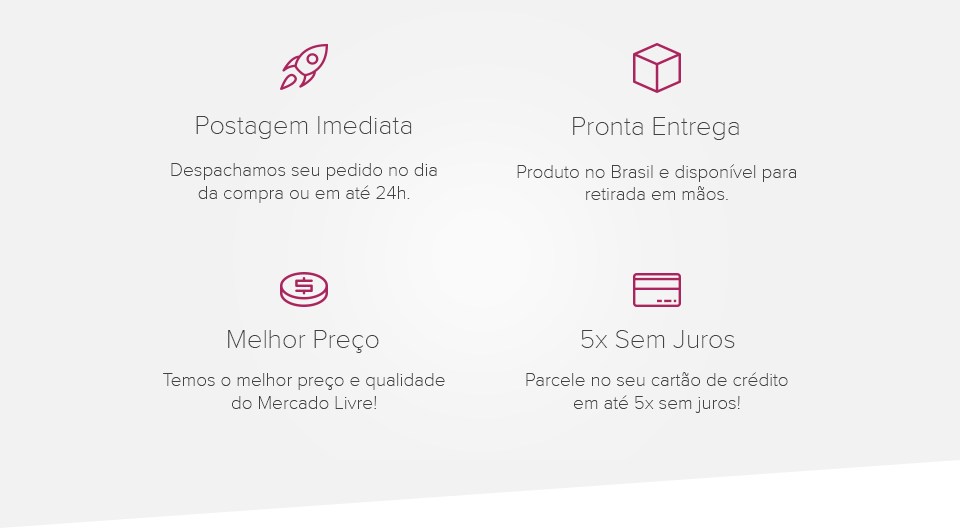 Postagem Imediata
Despachamos seu pedido no dia
da compra ou em até 24h.
Pronta Entrega
Produto no Brasil e disponível para
retirada em mãos.
Melhor Preço
Temos o melhor preço e qualidade
do Mercado Livre!
5x Sem Juros
Parcele no seu cartão de crédito
em até 5x sem juros!